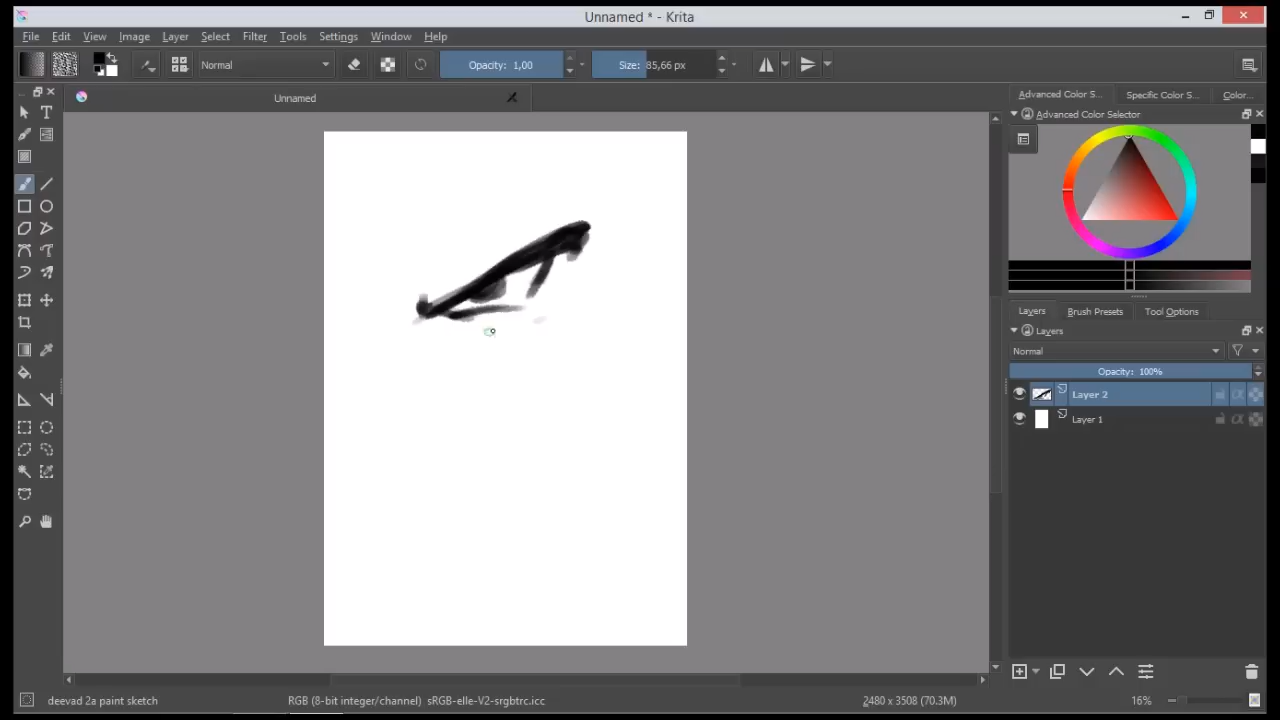 Unnamed * - Krita
File Edit View Image Layer Select Filter Tools Settings Window Help
Normal Opacity: 1,00 Size: 85,66 px
Unnamed
Advanced Color S... Specific Color S... Color...
Advanced Color Selector
Layers Brush Presets Tool Options
Layers
Normal
Opacity: 100%
Layer 2
Layer 1
deevad 2a paint sketch RGB (8-bit integer/channel) sRGB-elle-V2-srgbtrc.icc 2480 x 3508 (70.3M) 16%